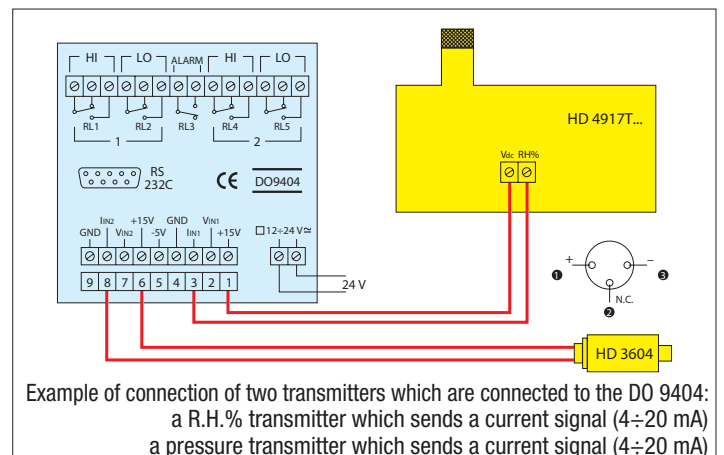 HI LO ALARM HI LO
RL1 RL2 RL3 RL4 RL5
1 2
RS
232C
CE DO9404
IIN2 +15V GND VIN1
GND VIN2 -5V IIN1 +15V
12÷24 V≃
9 8 7 6 5 4 3 2 1
24 V
HD 4917T...
Vdc RH%
+ −
❶ ❸
N.C.
❷
HD 3604
Example of connection of two transmitters which are connected to the DO 9404:
a R.H.% transmitter which sends a current signal (4÷20 mA)
a pressure transmitter which sends a current signal (4÷20 mA)